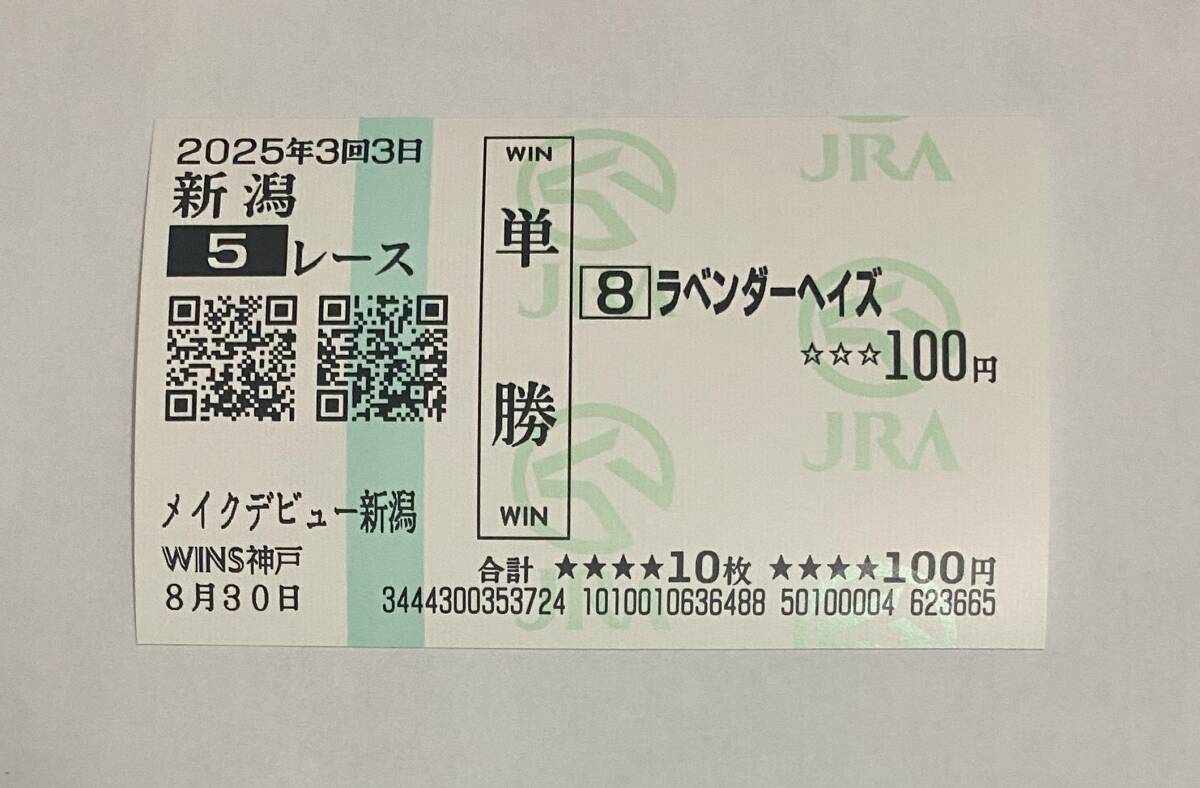 2025年3回3日
新潟
5レース
WIN
単勝
WIN
8 ラベンダーヘイズ
☆☆☆100円
メイクデビュー新潟
WINS神戸
8月30日
合計 ★★★★10枚 ★★★★100円
3444300353724 1010010636488 50100004 623665
JRA
JRA
JRA
JRA